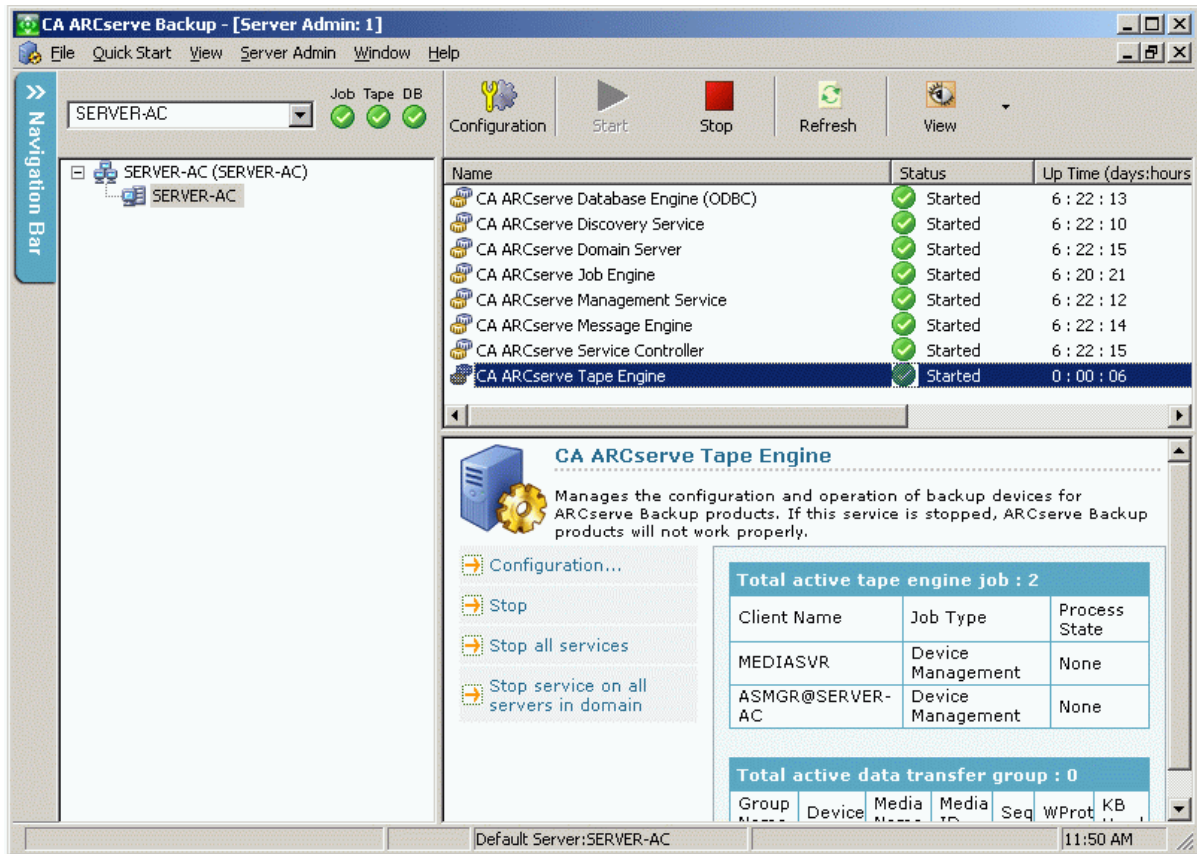 CA ARCserve Backup - [Server Admin: 1]
File Quick Start View Server Admin Window Help
Navigation Bar
SERVER-AC
Job Tape DB
Configuration Start Stop Refresh View
SERVER-AC (SERVER-AC)
SERVER-AC
Name Status Up Time (days:hours
CA ARCserve Database Engine (ODBC) Started 6 : 22 : 13
CA ARCserve Discovery Service Started 6 : 22 : 10
CA ARCserve Domain Server Started 6 : 22 : 15
CA ARCserve Job Engine Started 6 : 20 : 21
CA ARCserve Management Service Started 6 : 22 : 12
CA ARCserve Message Engine Started 6 : 22 : 14
CA ARCserve Service Controller Started 6 : 22 : 15
CA ARCserve Tape Engine Started 0 : 00 : 06
CA ARCserve Tape Engine
Manages the configuration and operation of backup devices for
ARCserve Backup products. If this service is stopped, ARCserve Backup
products will not work properly.
Configuration...
Stop
Stop all services
Stop service on all
servers in domain
Total active tape engine job : 2
Client Name Job Type Process
State
MEDIASVR Device
Management None
ASMGR@SERVER-
AC Device
Management None
Total active data transfer group : 0
Group Device Media Media Seq WProt KB
Default Server:SERVER-AC
11:50 AM